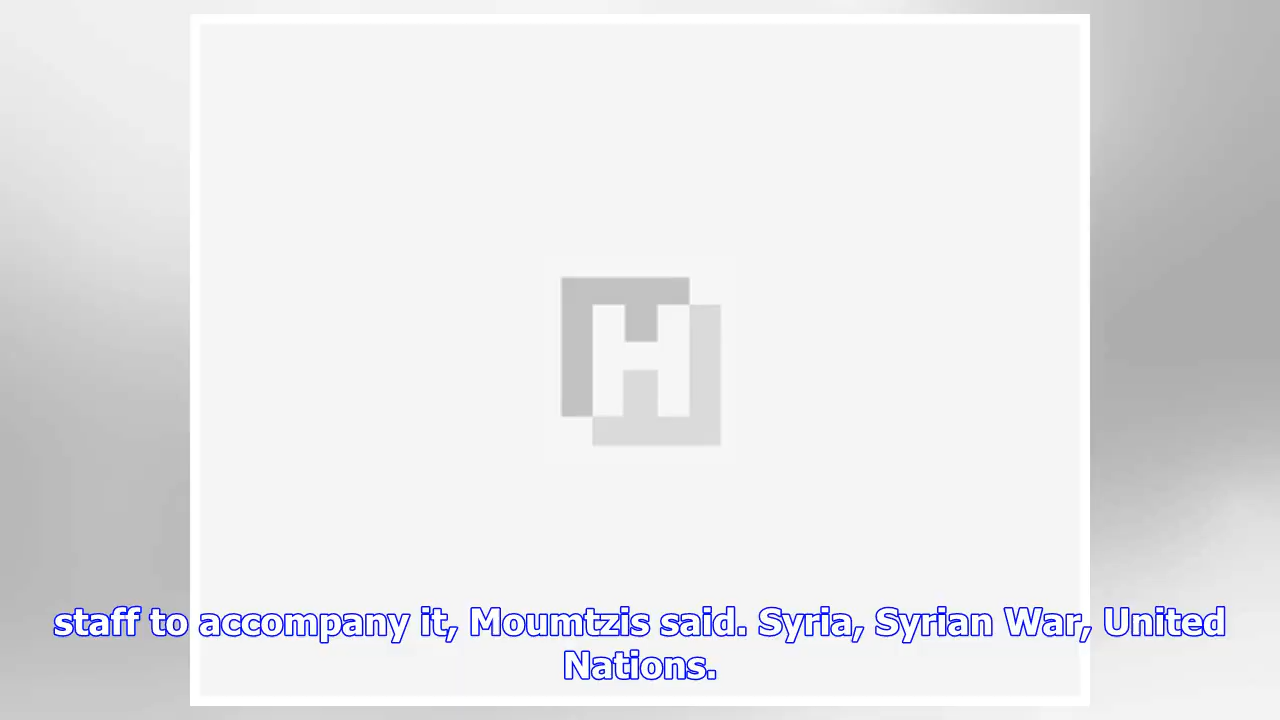 H
staff to accompany it, Moumtzis said. Syria, Syrian War, United
Nations.